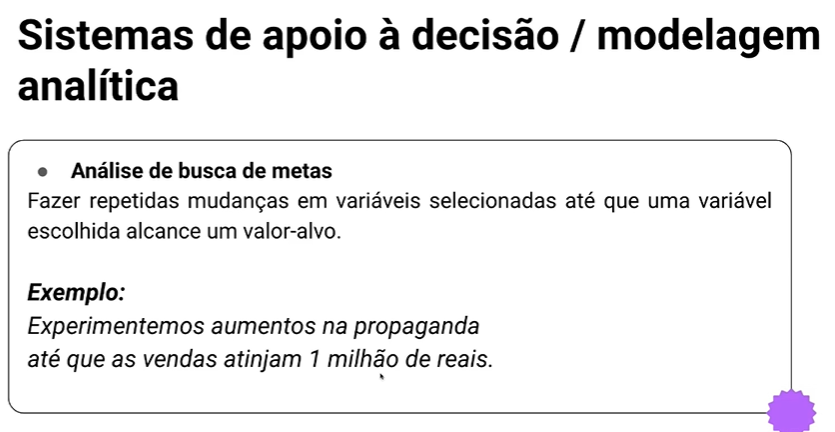 Sistemas de apoio à decisão / modelagem
analítica
● Análise de busca de metas
Fazer repetidas mudanças em variáveis selecionadas até que uma variável
escolhida alcance um valor-alvo.
Exemplo:
Experimentemos aumentos na propaganda
até que as vendas atinjam 1 milhão de reais.